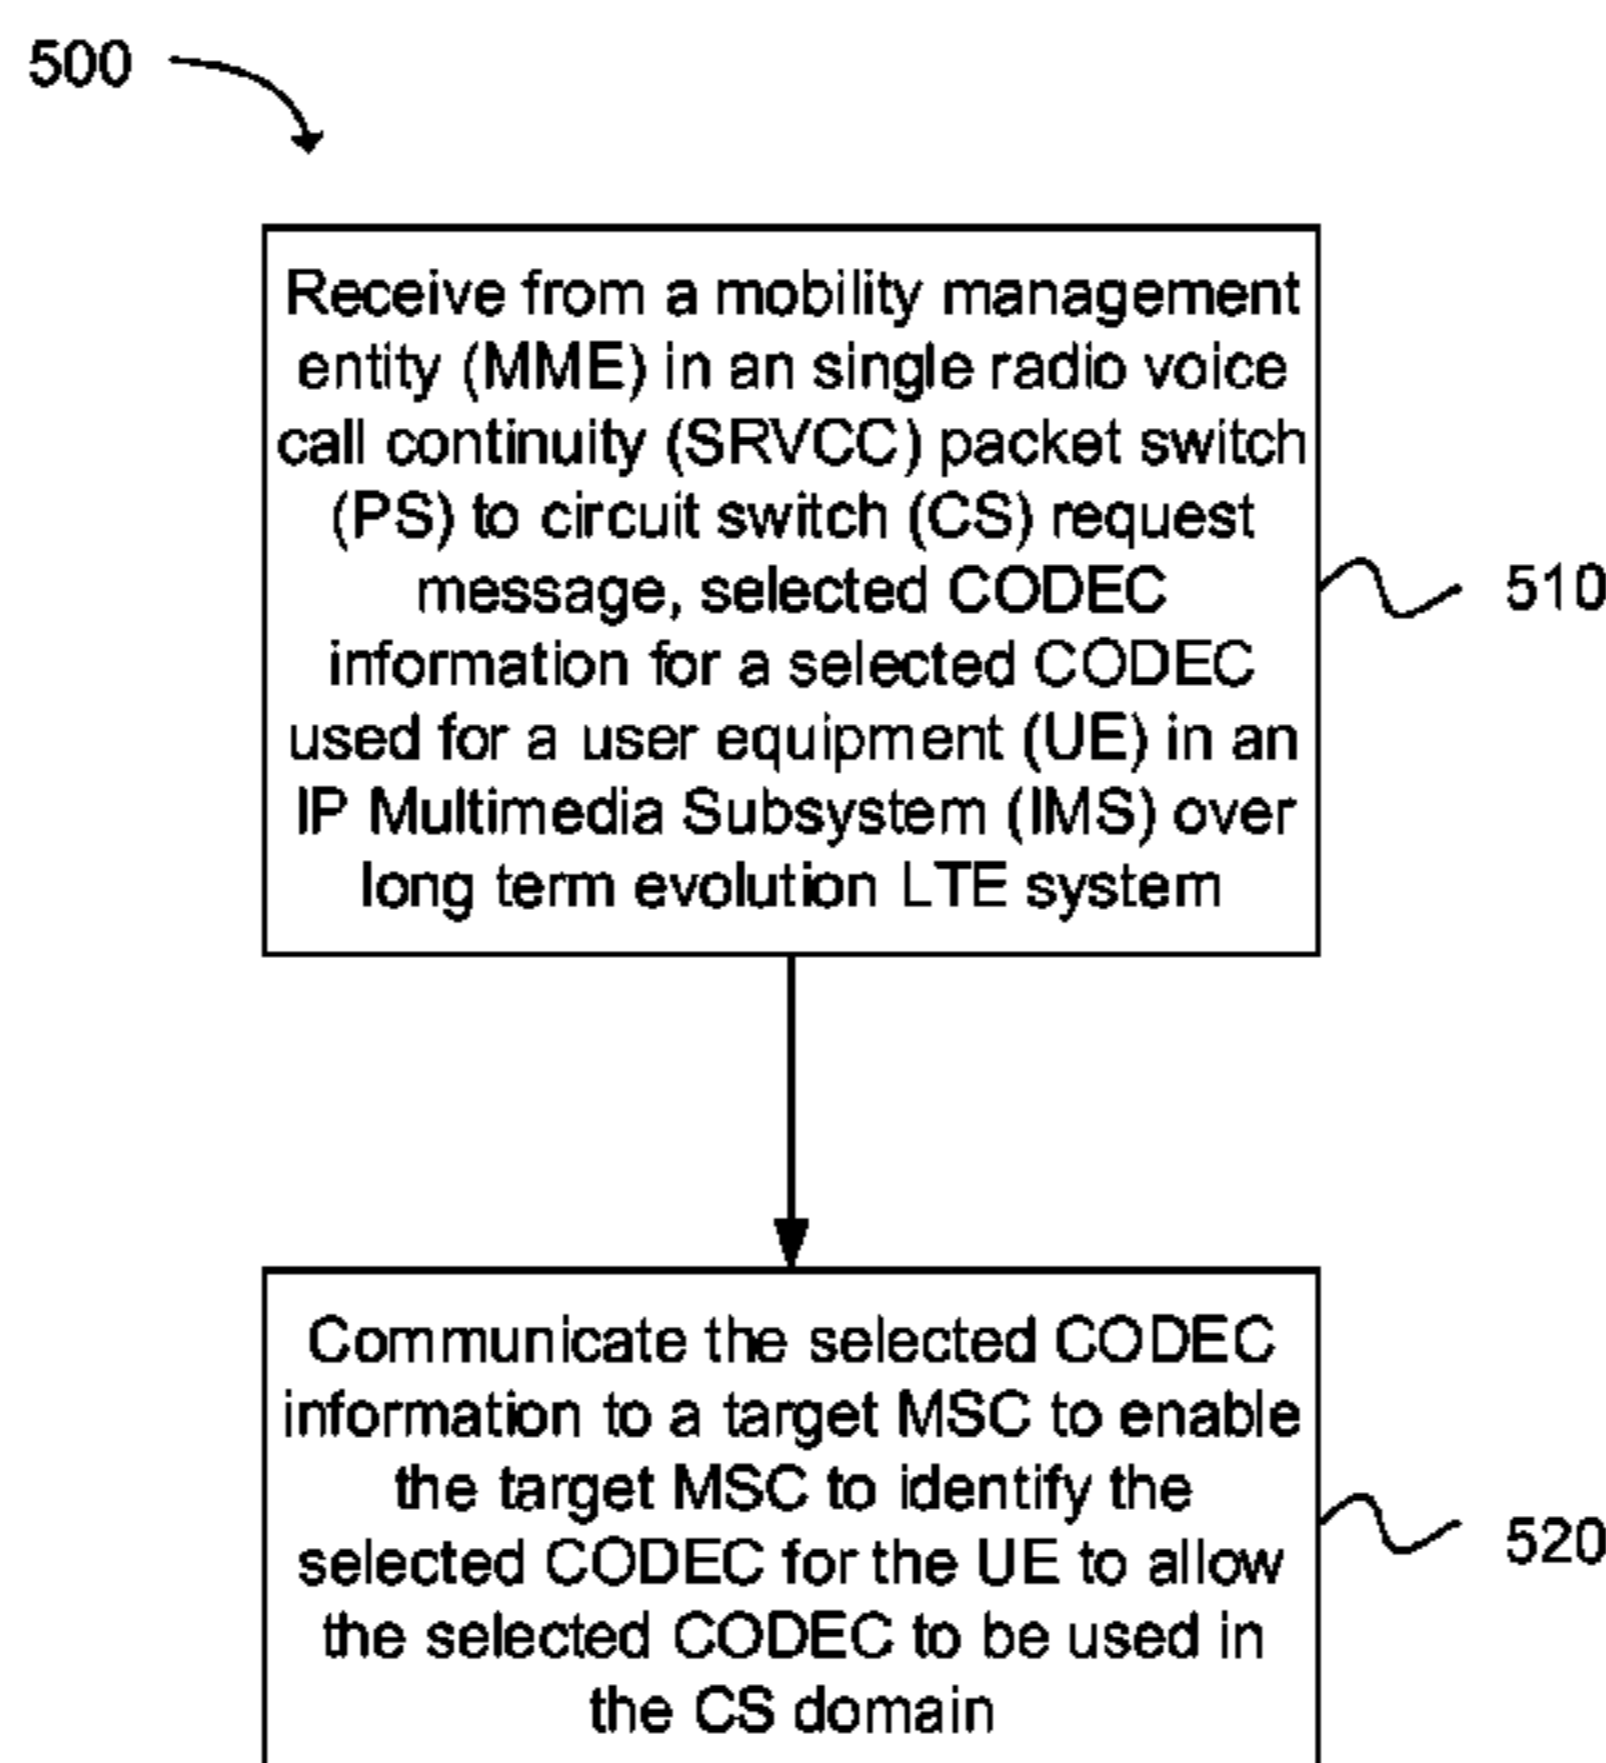 500
Receive from a mobility management
entity (MME) in an single radio voice
call continuity (SRVCC) packet switch
(PS) to circuit switch (CS) request
message, selected CODEC
information for a selected CODEC
used for a user equipment (UE) in an
IP Multimedia Subsystem (IMS) over
long term evolution LTE system
510
Communicate the selected CODEC
information to a target MSC to enable
the target MSC to identify the
selected CODEC for the UE to allow
the selected CODEC to be used in
the CS domain
520